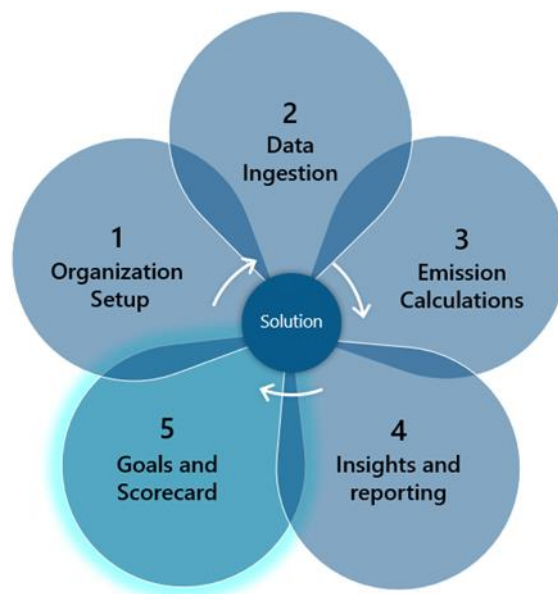 1
Organization
Setup
2
Data
Ingestion
3
Emission
Calculations
4
Insights and
reporting
5
Goals and
Scorecard
Solution